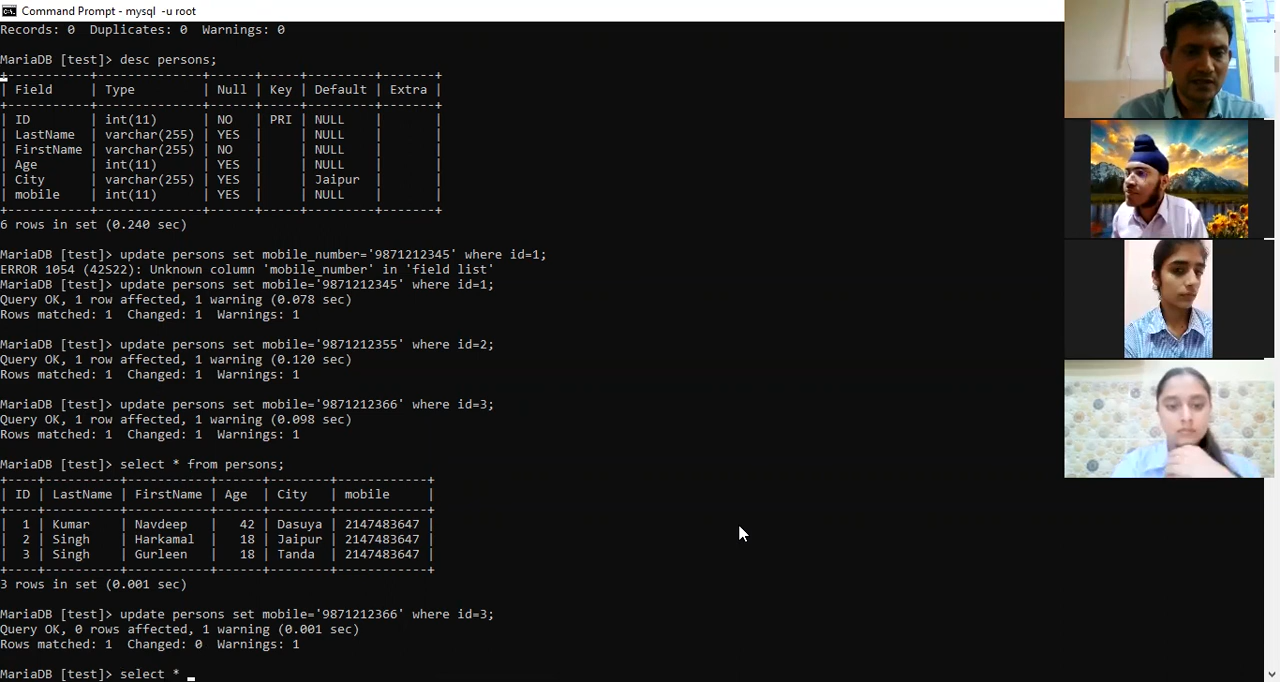 Command Prompt - mysql -u root
Records: 0  Duplicates: 0  Warnings: 0
MariaDB [test]> desc persons;
+-----------+--------------+------+-----+---------+-------+
| Field     | Type         | Null | Key | Default | Extra |
+-----------+--------------+------+-----+---------+-------+
| ID        | int(11)      | NO   | PRI | NULL    |       |
| LastName  | varchar(255) | YES  |     | NULL    |       |
| FirstName | varchar(255) | NO   |     | NULL    |       |
| Age       | int(11)      | YES  |     | NULL    |       |
| City      | varchar(255) | YES  |     | Jaipur  |       |
| mobile    | int(11)      | YES  |     | NULL    |       |
+-----------+--------------+------+-----+---------+-------+
6 rows in set (0.240 sec)
MariaDB [test]> update persons set mobile_number='9871212345' where id=1;
ERROR 1054 (42S22): Unknown column 'mobile_number' in 'field list'
MariaDB [test]> update persons set mobile='9871212345' where id=1;
Query OK, 1 row affected, 1 warning (0.078 sec)
Rows matched: 1  Changed: 1  Warnings: 1
MariaDB [test]> update persons set mobile='9871212355' where id=2;
Query OK, 1 row affected, 1 warning (0.120 sec)
Rows matched: 1  Changed: 1  Warnings: 1
MariaDB [test]> update persons set mobile='9871212366' where id=3;
Query OK, 1 row affected, 1 warning (0.098 sec)
Rows matched: 1  Changed: 1  Warnings: 1
MariaDB [test]> select * from persons;
+----+----------+-----------+------+--------+------------+
| ID | LastName | FirstName | Age  | City   | mobile     |
+----+----------+-----------+------+--------+------------+
|  1 | Kumar    | Navdeep   |   42 | Dasuya | 2147483647 |
|  2 | Singh    | Harkamal  |   18 | Jaipur | 2147483647 |
|  3 | Singh    | Gurleen   |   18 | Tanda  | 2147483647 |
+----+----------+-----------+------+--------+------------+
3 rows in set (0.001 sec)
MariaDB [test]> update persons set mobile='9871212366' where id=3;
Query OK, 0 rows affected, 1 warning (0.001 sec)
Rows matched: 1  Changed: 0  Warnings: 1
MariaDB [test]> select * _